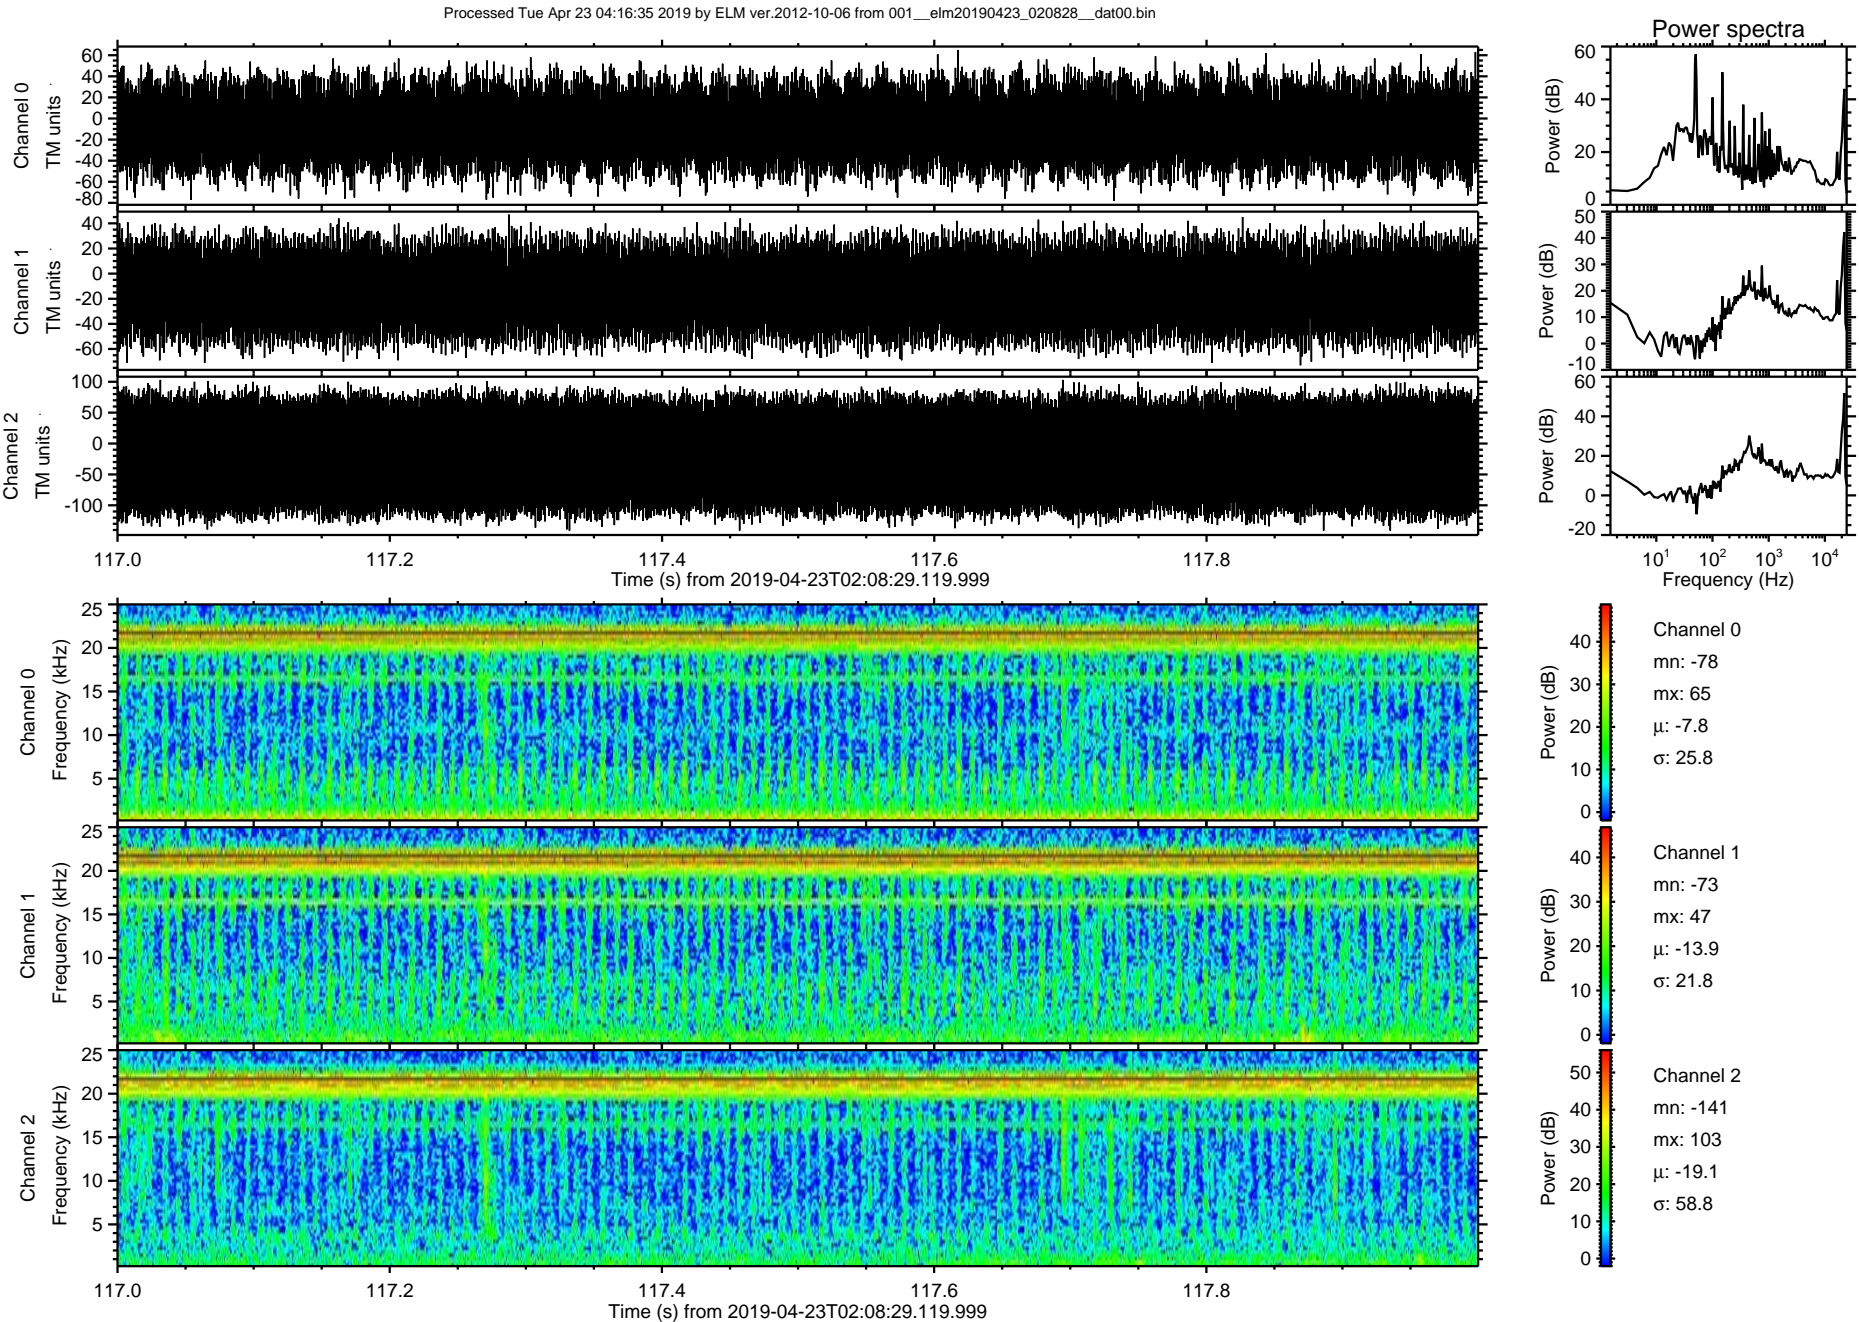 Processed Tue Apr 23 04:16:35 2019 by ELM ver.2012-10-06 from 001__elm20190423_020828__dat00.bin
Power spectra
Channel 0
TM units
60
40
20
0
-20
-40
-60
-80
Power (dB)
60
40
20
0
Channel 1
TM units
40
20
0
-20
-40
-60
Power (dB)
50
40
30
20
10
0
-10
Channel 2
TM units
100
50
0
-50
-100
Power (dB)
60
40
20
0
-20
117.0 117.2 117.4 117.6 117.8
Time (s) from 2019-04-23T02:08:29.119.999
10^1 10^2 10^3 10^4
Frequency (Hz)
Channel 0
Frequency (kHz)
25
20
15
10
5
Power (dB)
40
30
20
10
0
Channel 0
mn: -78
mx: 65
μ: -7.8
σ: 25.8
Channel 1
Frequency (kHz)
25
20
15
10
5
Power (dB)
40
30
20
10
0
Channel 1
mn: -73
mx: 47
μ: -13.9
σ: 21.8
Channel 2
Frequency (kHz)
25
20
15
10
5
Power (dB)
50
40
30
20
10
0
Channel 2
mn: -141
mx: 103
μ: -19.1
σ: 58.8
117.0 117.2 117.4 117.6 117.8
Time (s) from 2019-04-23T02:08:29.119.999